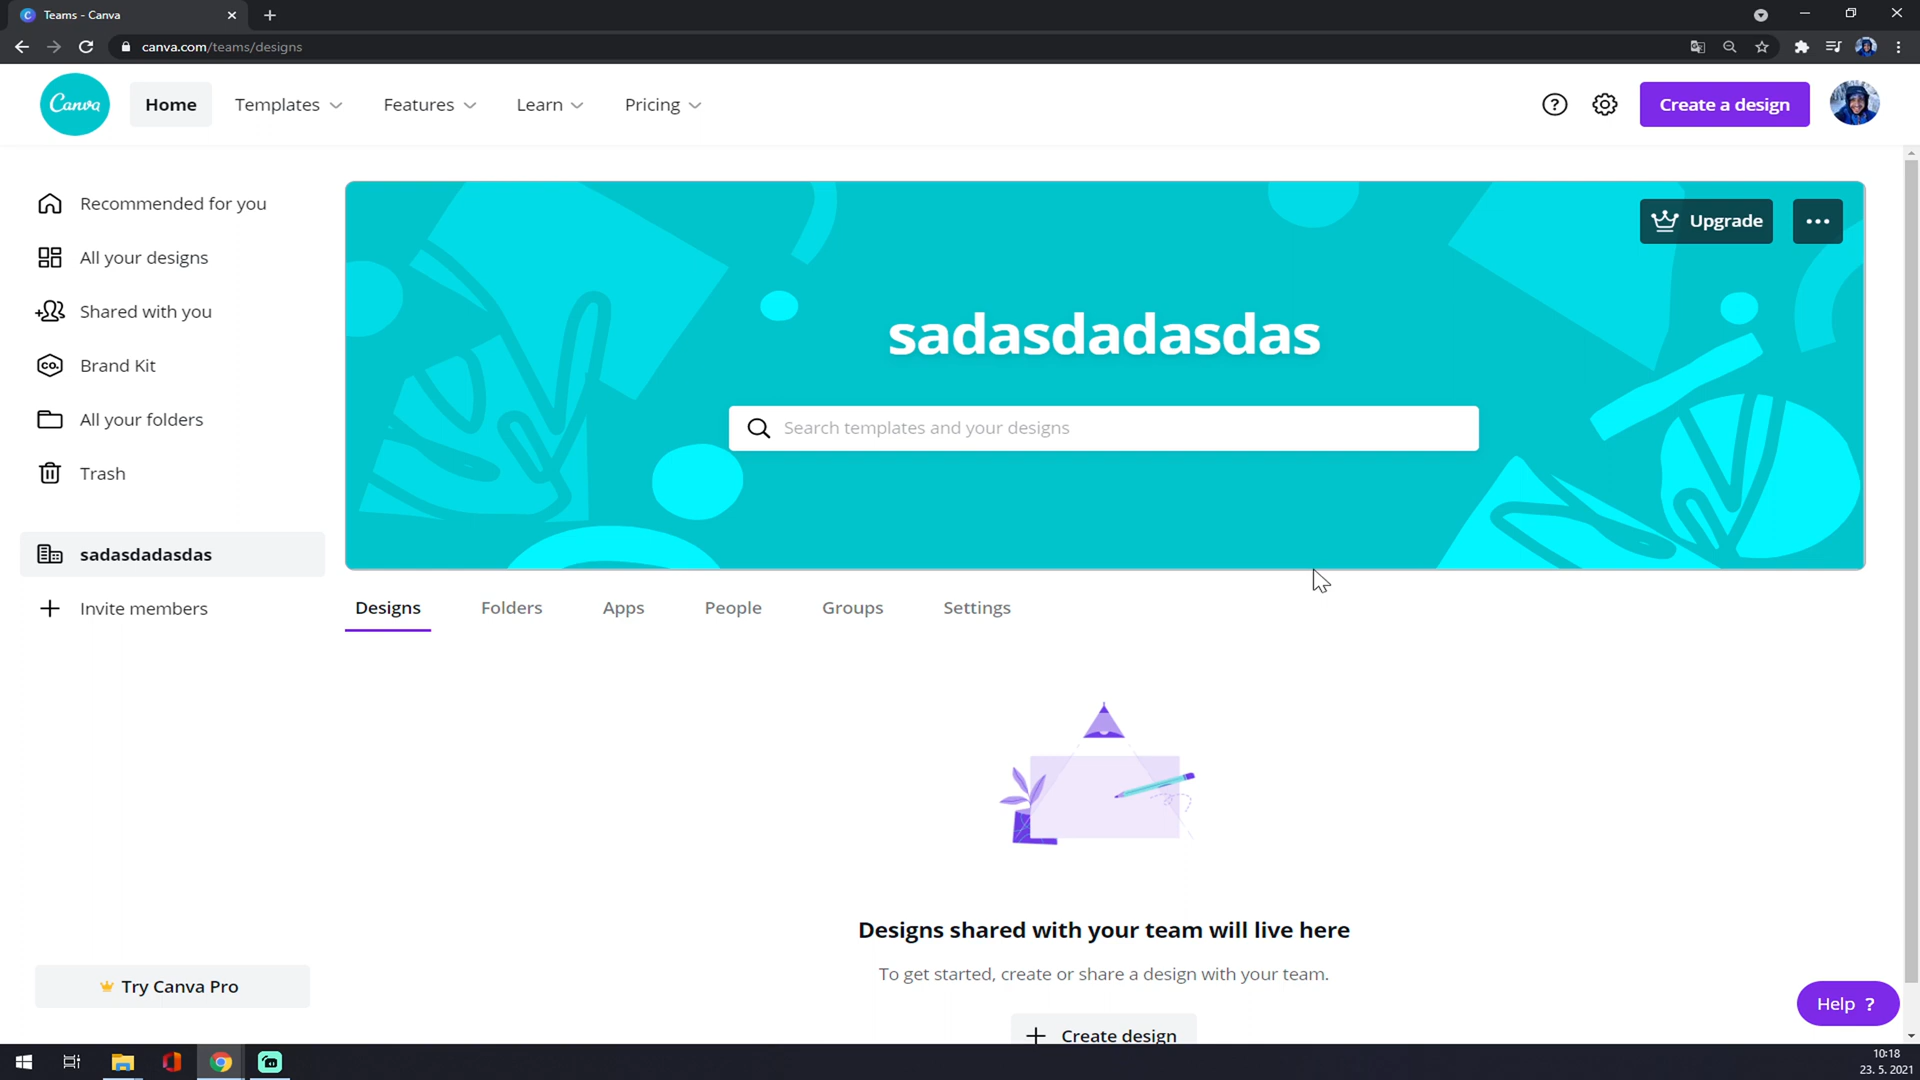 Teams - Canva
canva.com/teams/designs
Canva
Home
Templates
Features
Learn
Pricing
Create a design
Recommended for you
All your designs
Shared with you
Brand Kit
All your folders
Trash
sadasdadasdas
Invite members
Try Canva Pro
Upgrade
sadasdadasdas
Search templates and your designs
Designs
Folders
Apps
People
Groups
Settings
Designs shared with your team will live here
To get started, create or share a design with your team.
Create design
Help ?
10:18
23. 5. 2021